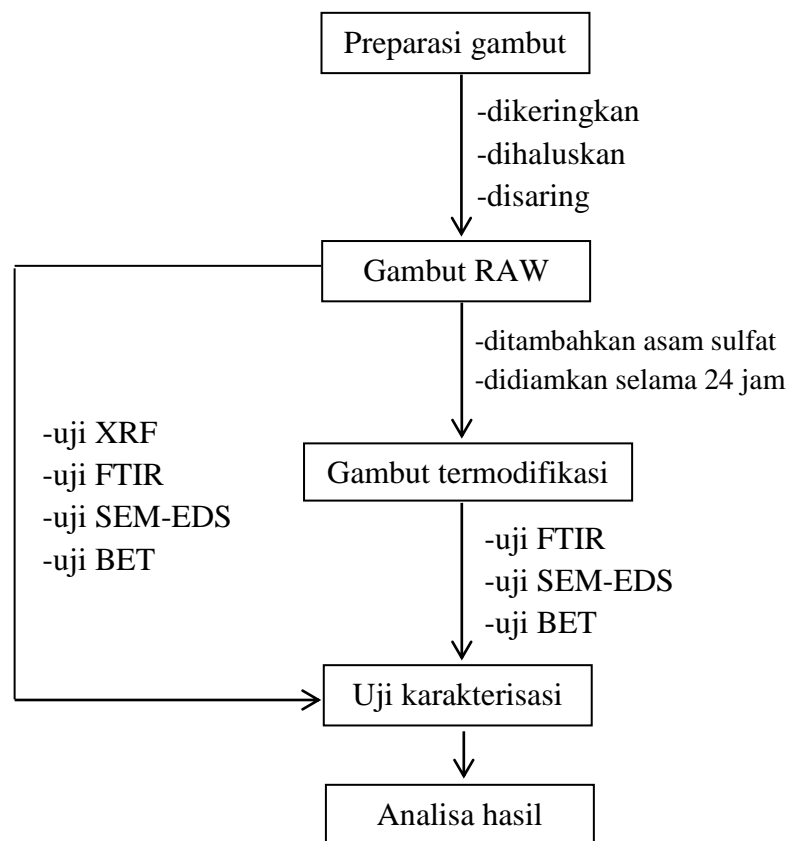 Preparasi gambut
-dikeringkan
-dihaluskan
-disaring
Gambut RAW
-ditambahkan asam sulfat
-didiamkan selama 24 jam
-uji XRF
-uji FTIR
-uji SEM-EDS
-uji BET
Gambut termodifikasi
-uji FTIR
-uji SEM-EDS
-uji BET
Uji karakterisasi
Analisa hasil